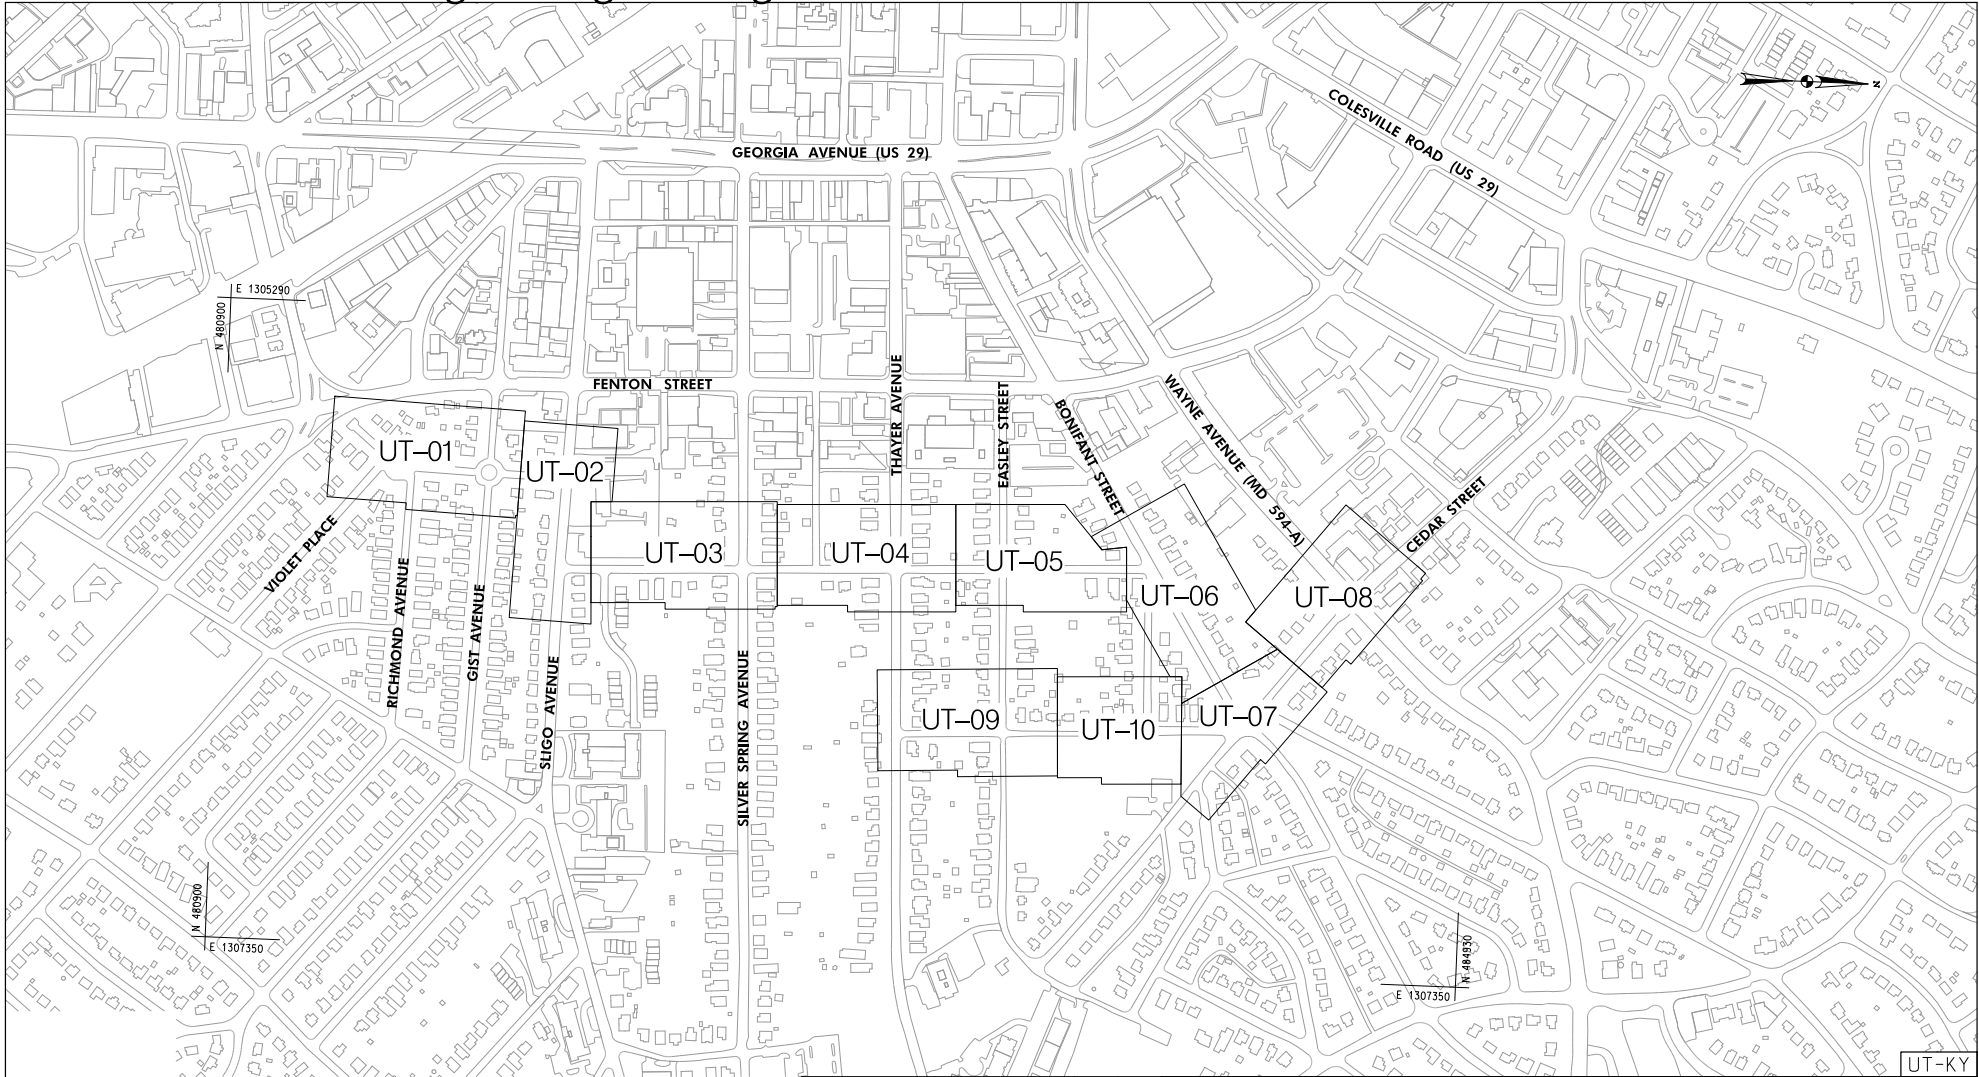 N
COLESVILLE ROAD (US 29)
GEORGIA AVENUE (US 29)
E 1305290
N 480900
FENTON STREET
THAYER AVENUE
EASLEY STREET
BONIFANT STREET
WAYNE AVENUE (MD 594-A)
CEDAR STREET
UT-01
UT-02
UT-03
UT-04
UT-05
UT-06
UT-08
VIOLET PLACE
RICHMOND AVENUE
GIST AVENUE
SLIGO AVENUE
SILVER SPRING AVENUE
UT-09
UT-10
UT-07
N 480900
E 1307350
N 484930
E 1307350
UT-KY